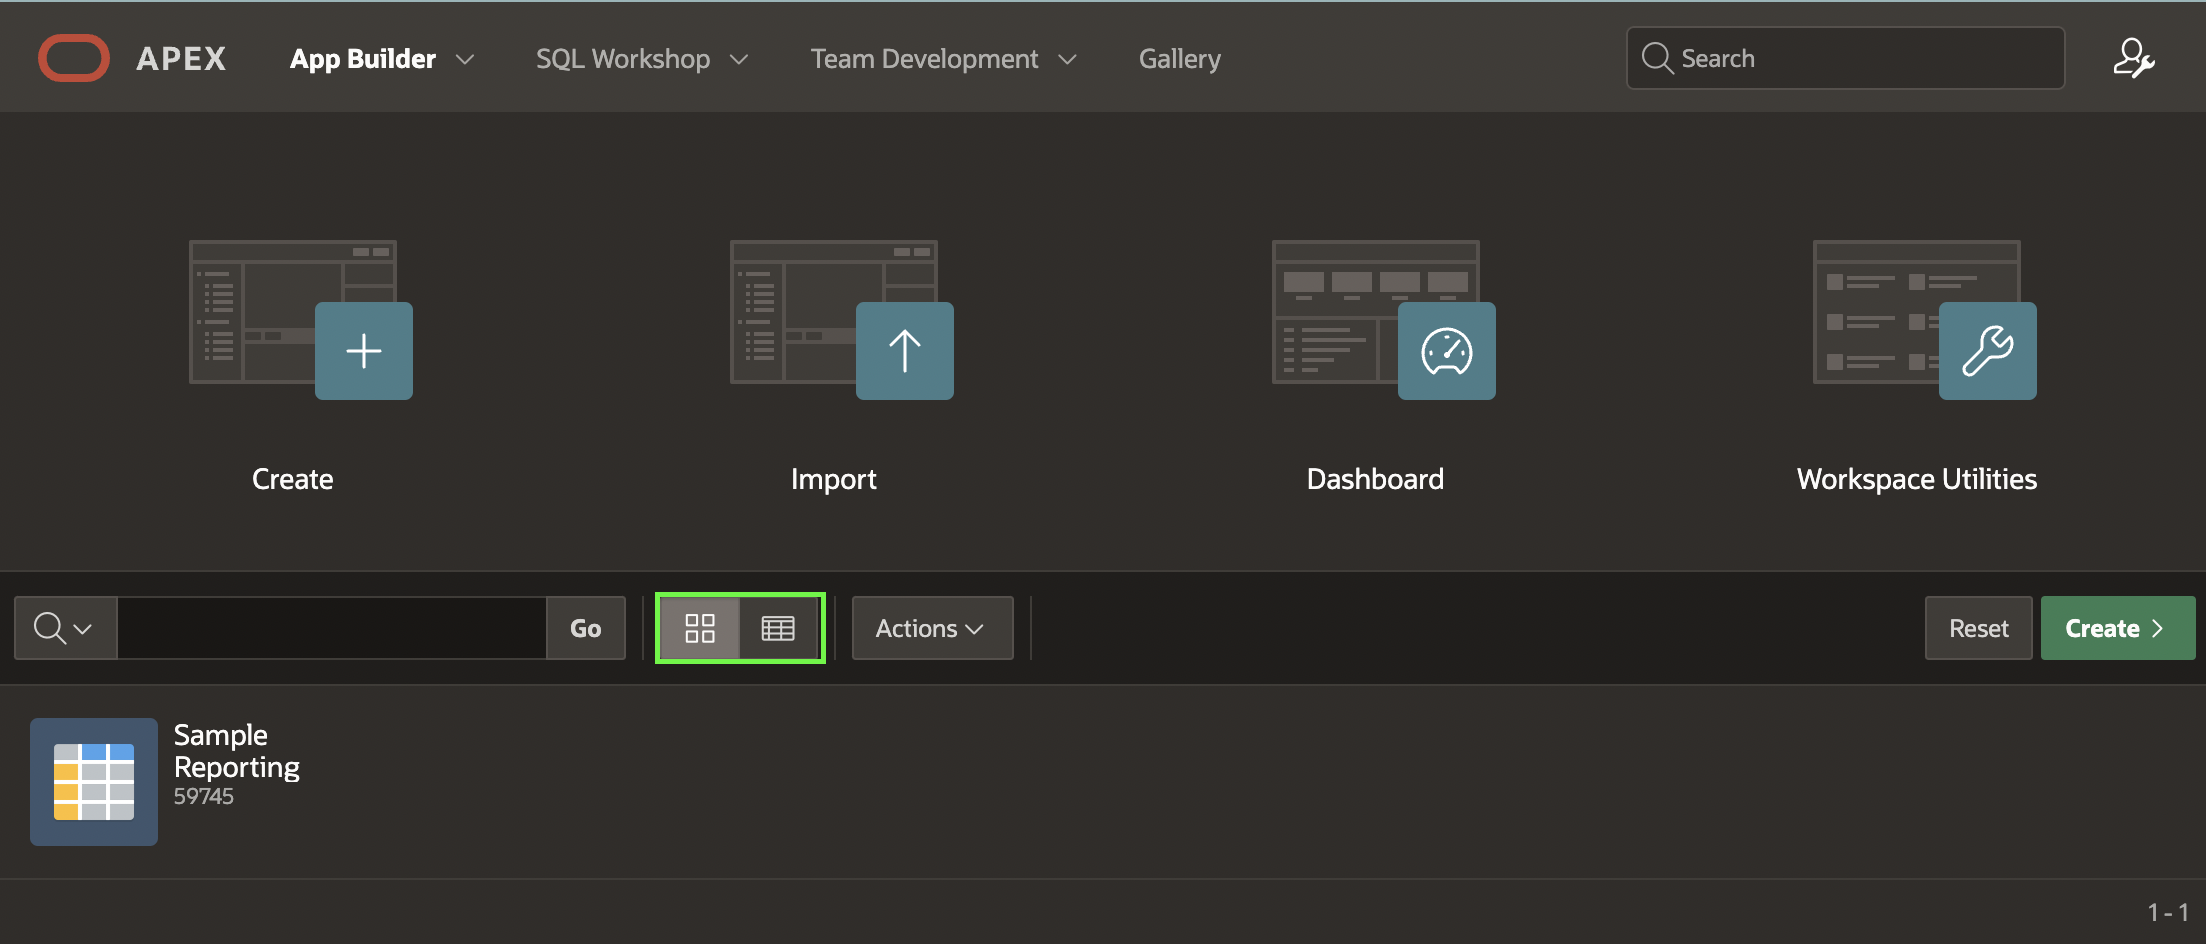 APEX App Builder SQL Workshop Team Development Gallery Search
Create Import Dashboard Workspace Utilities
Go Actions Reset Create
Sample
Reporting
59745
1 - 1